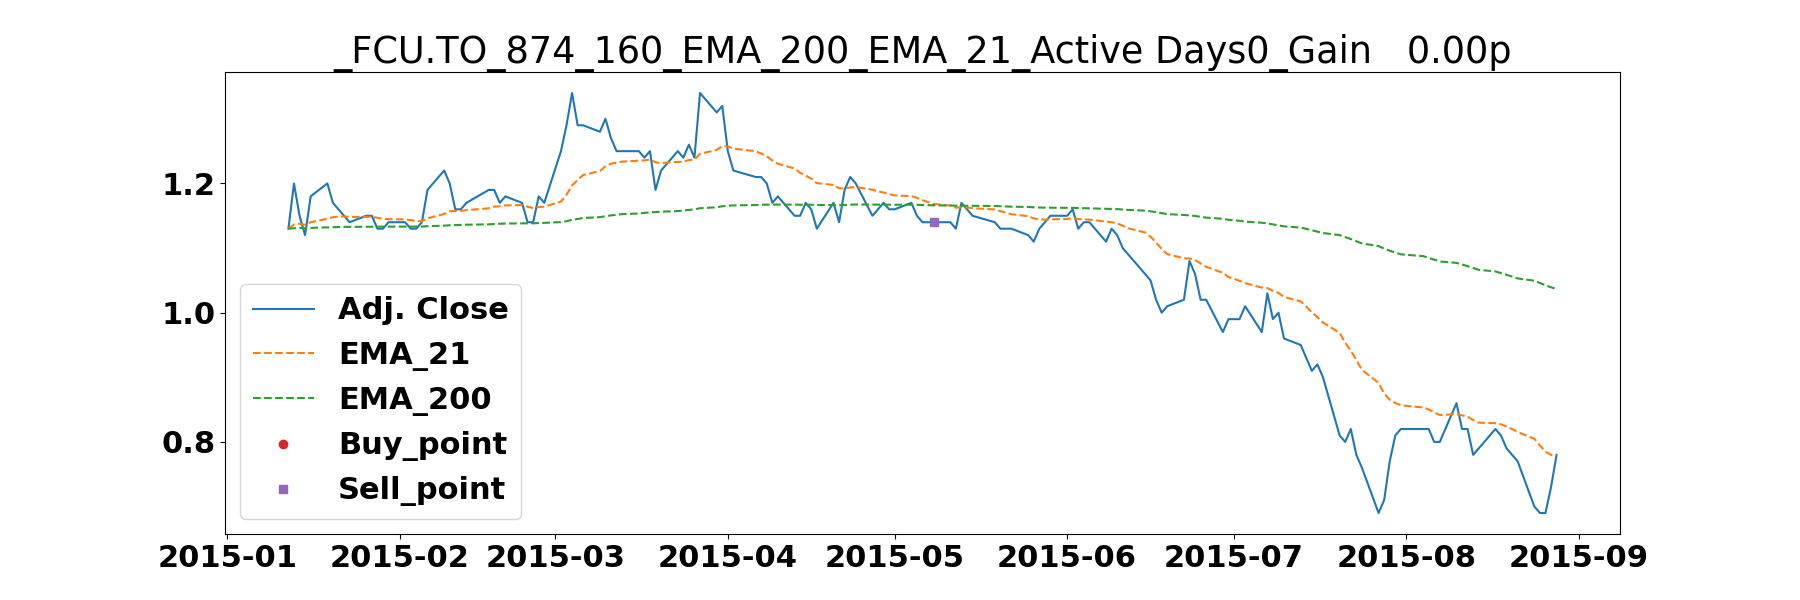 _FCU.TO_874_160_EMA_200_EMA_21_Active Days0_Gain   0.00p
1.2
1.0
0.8
Adj. Close
EMA_21
EMA_200
Buy_point
Sell_point
2015-01 2015-02 2015-03 2015-04 2015-05 2015-06 2015-07 2015-08 2015-09